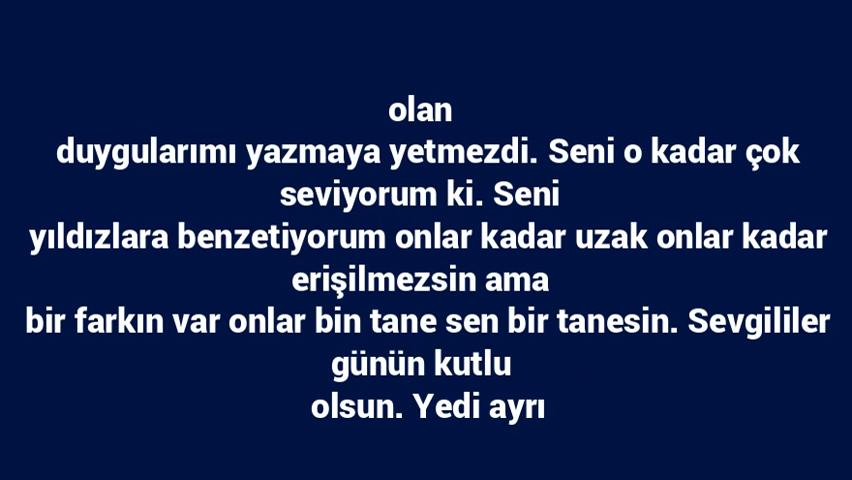 olan
duygularımı yazmaya yetmezdi. Seni o kadar çok
seviyorum ki. Seni
yıldızlara benzetiyorum onlar kadar uzak onlar kadar
erişilmezsin ama
bir farkın var onlar bin tane sen bir tanesin. Sevgililer
günün kutlu
olsun. Yedi ayrı